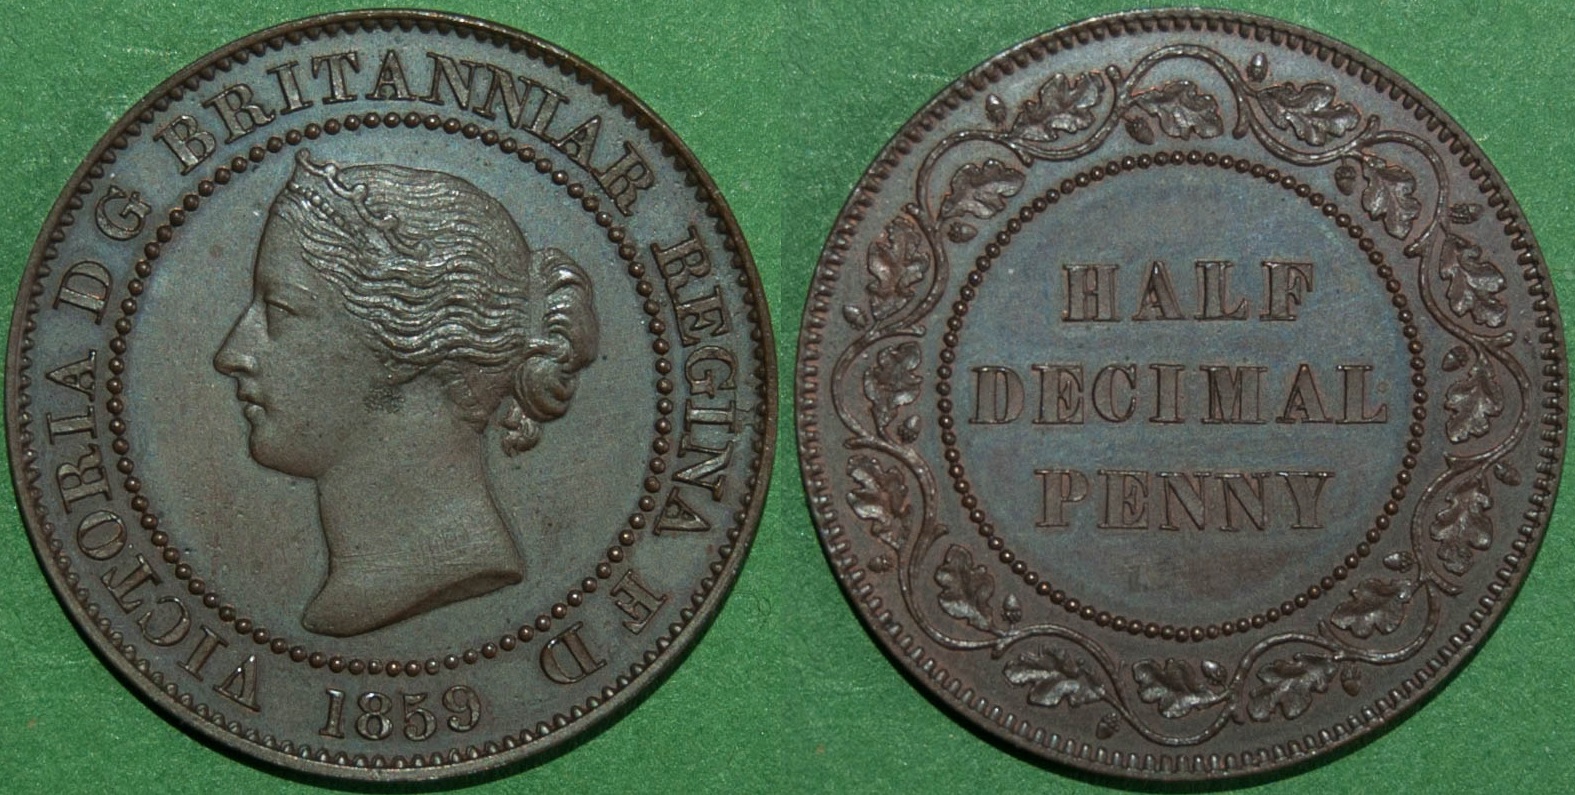 VICTORIA D G BRITANNIAR REGINA F D
1859
HALF
DECIMAL
PENNY